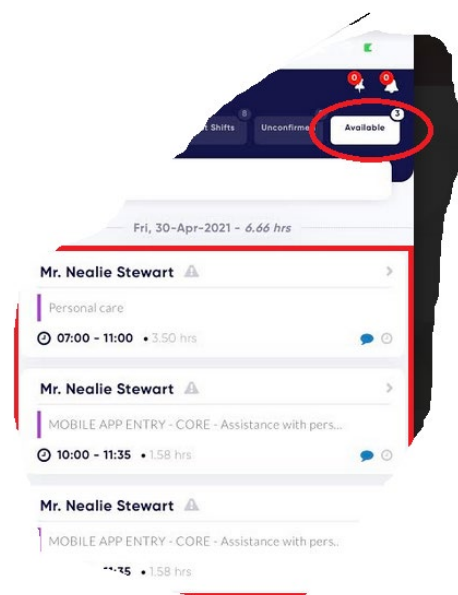 0 0
8 3
Shifts Unconfirme Available
Fri, 30-Apr-2021 - 6.66 hrs
Mr. Nealie Stewart
Personal care
07:00 - 11:00 • 3.50 hrs
Mr. Nealie Stewart
MOBILE APP ENTRY - CORE - Assistance with pers...
10:00 - 11:35 • 1.58 hrs
Mr. Nealie Stewart
MOBILE APP ENTRY - CORE - Assistance with pers..
:35 • 1.58 hrs